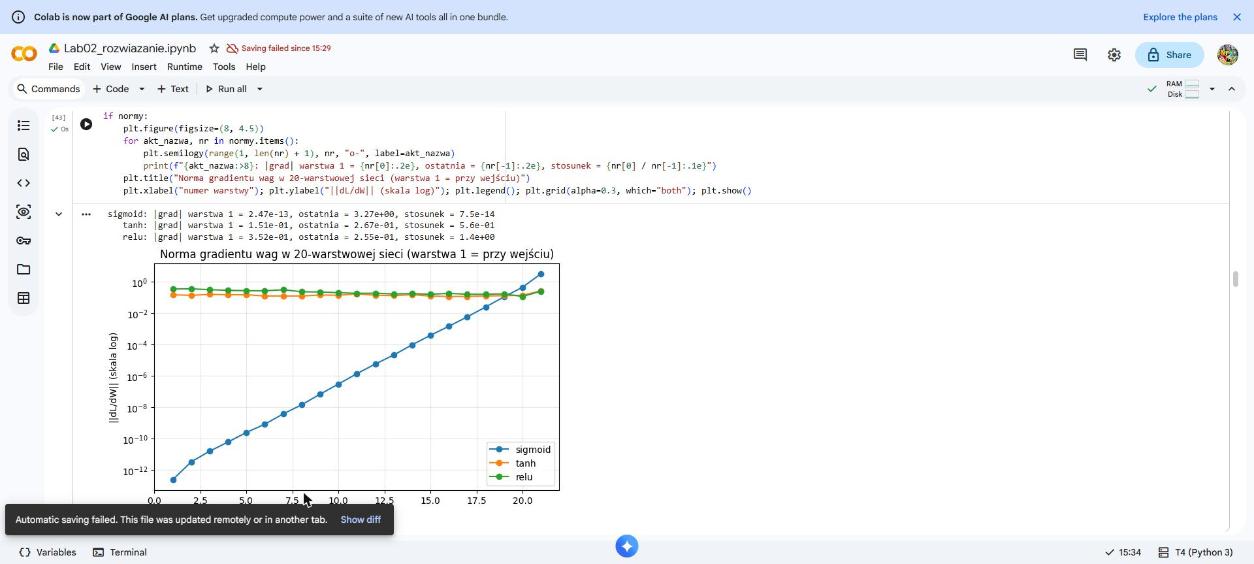 Colab is now part of Google AI plans. Get upgraded compute power and a suite of new AI tools all in one bundle.
Explore the plans
Lab02_rozwiazanie.ipynb
Saving failed since 15:29
Share
File Edit View Insert Runtime Tools Help
Commands + Code + Text Run all
RAM
Disk
[43]
0s
if normy:
    plt.figure(figsize=(8, 4.5))
    for akt_nazwa, nr in normy.items():
        plt.semilogy(range(1, len(nr) + 1), nr, "o-", label=akt_nazwa)
        print(f"{akt_nazwa:>8}: |grad| warstwa 1 = {nr[0]:.2e}, ostatnia = {nr[-1]:.2e}, stosunek = {nr[0] / nr[-1]:.1e}")
    plt.title("Norma gradientu wag w 20-warstwowej sieci (warstwa 1 = przy wejściu)")
    plt.xlabel("numer warstwy"); plt.ylabel("||dL/dW|| (skala log)"); plt.legend(); plt.grid(alpha=0.3, which="both"); plt.show()
sigmoid: |grad| warstwa 1 = 2.47e-13, ostatnia = 3.27e+00, stosunek = 7.5e-14
tanh: |grad| warstwa 1 = 1.51e-01, ostatnia = 2.67e-01, stosunek = 5.6e-01
relu: |grad| warstwa 1 = 3.52e-01, ostatnia = 2.55e-01, stosunek = 1.4e+00
Norma gradientu wag w 20-warstwowej sieci (warstwa 1 = przy wejściu)
||dL/dW|| (skala log)
10⁰
10⁻²
10⁻⁴
10⁻⁶
10⁻⁸
10⁻¹⁰
10⁻¹²
sigmoid
tanh
relu
0.0 2.5 5.0 7.5 10.0 12.5 15.0 17.5 20.0
Automatic saving failed. This file was updated remotely or in another tab. Show diff
Variables Terminal
15:34 T4 (Python 3)